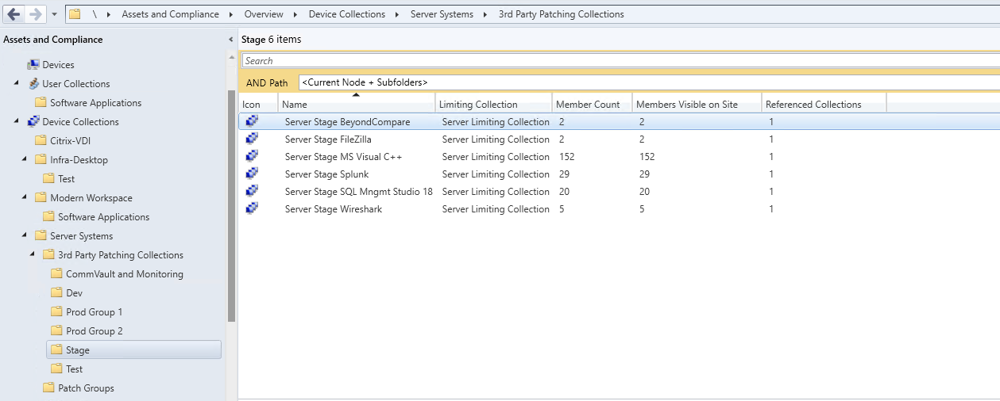 \ Assets and Compliance Overview Device Collections Server Systems 3rd Party Patching Collections
Assets and Compliance
Devices
User Collections
Software Applications
Device Collections
Citrix-VDI
Infra-Desktop
Test
Modern Workspace
Software Applications
Server Systems
3rd Party Patching Collections
CommVault and Monitoring
Dev
Prod Group 1
Prod Group 2
Stage
Test
Patch Groups
Stage 6 items
Search
AND Path <Current Node + Subfolders>
Icon Name Limiting Collection Member Count Members Visible on Site Referenced Collections
Server Stage BeyondCompare Server Limiting Collection 2 2 1
Server Stage FileZilla Server Limiting Collection 2 2 1
Server Stage MS Visual C++ Server Limiting Collection 152 152 1
Server Stage Splunk Server Limiting Collection 29 29 1
Server Stage SQL Mngmt Studio 18 Server Limiting Collection 20 20 1
Server Stage Wireshark Server Limiting Collection 5 5 1